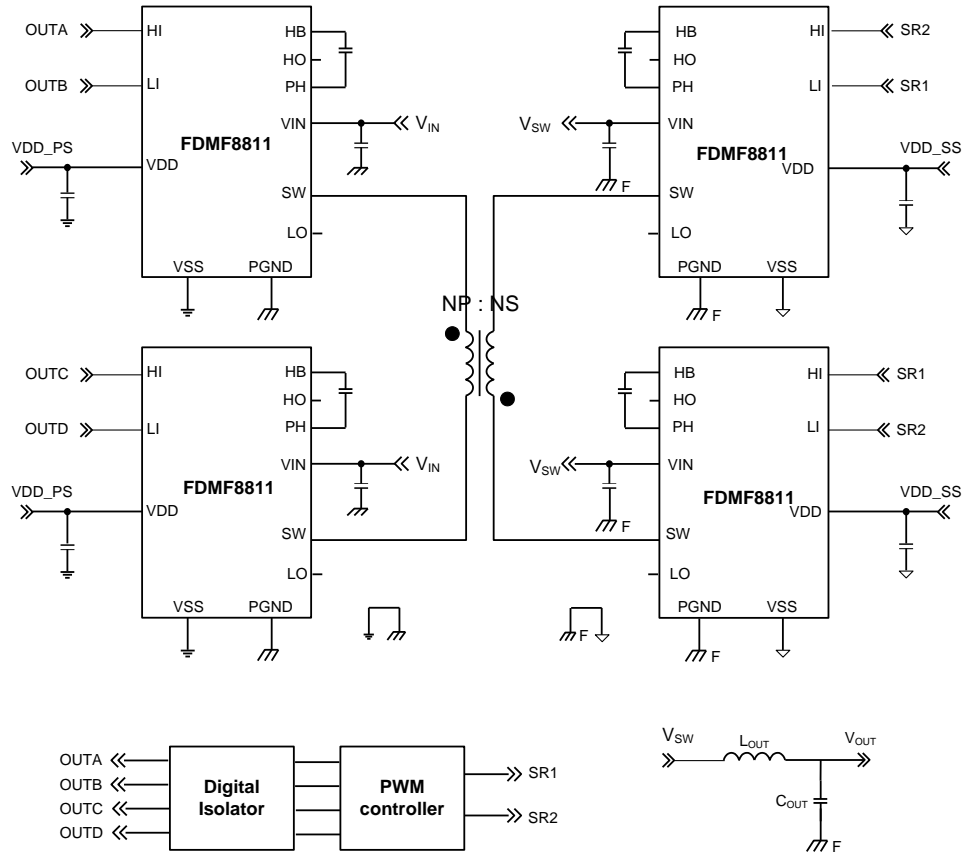 OUTA
HI
HB
HO
OUTB
LI
PH
VIN
V_IN
FDMF8811
VDD_PS
VDD
SW
LO
VSS
PGND
HB
HI
SR2
HO
LI
SR1
PH
V_SW
VIN
FDMF8811
VDD_SS
VDD
F
SW
LO
PGND
VSS
F
NP : NS
OUTC
HI
HB
HO
OUTD
LI
PH
VIN
V_IN
FDMF8811
VDD_PS
VDD
SW
LO
VSS
PGND
HB
HI
SR1
HO
LI
SR2
PH
V_SW
VIN
FDMF8811
VDD_SS
VDD
F
SW
LO
PGND
VSS
F
F
OUTA
OUTB
OUTC
OUTD
Digital
Isolator
PWM
controller
SR1
SR2
V_SW
L_OUT
V_OUT
C_OUT
F